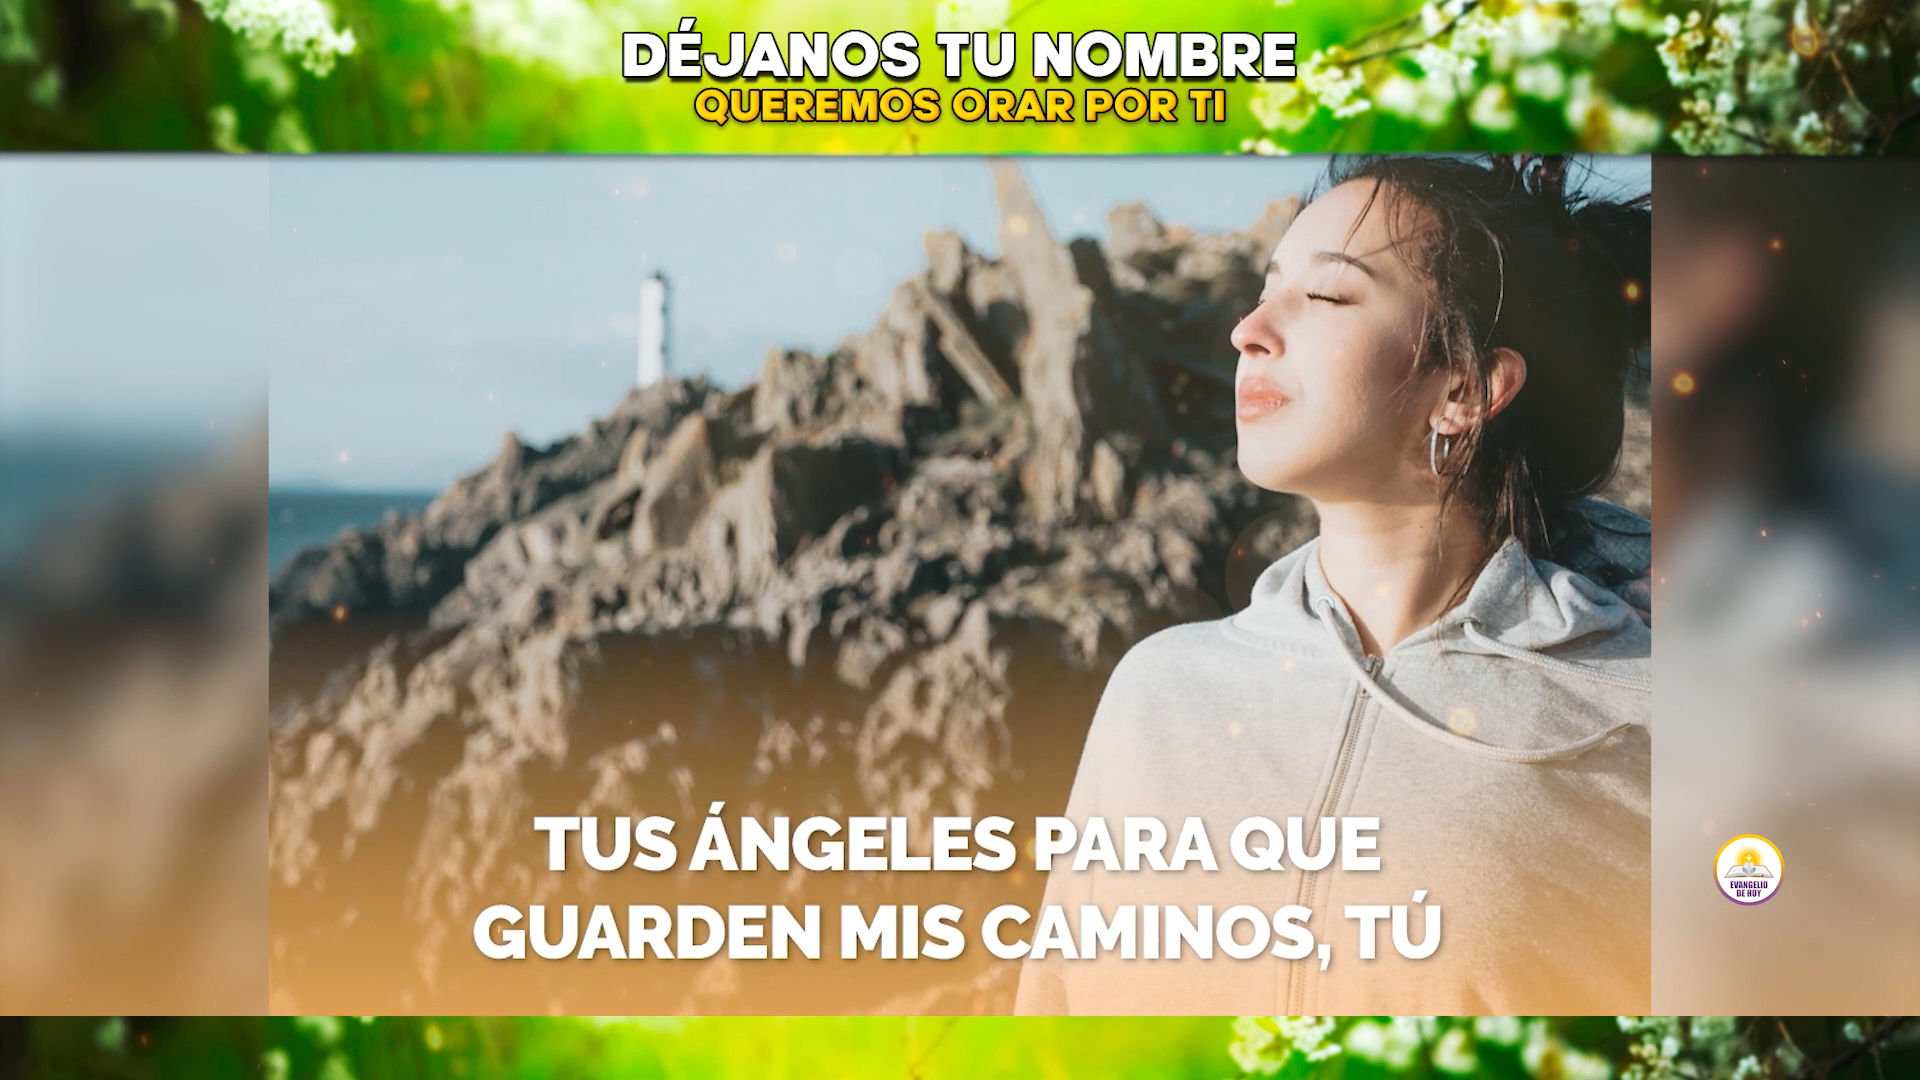 DÉJANOS TU NOMBRE
QUEREMOS ORAR POR TI
TUS ÁNGELES PARA QUE
GUARDEN MIS CAMINOS, TÚ
EVANGELIO
DE HOY